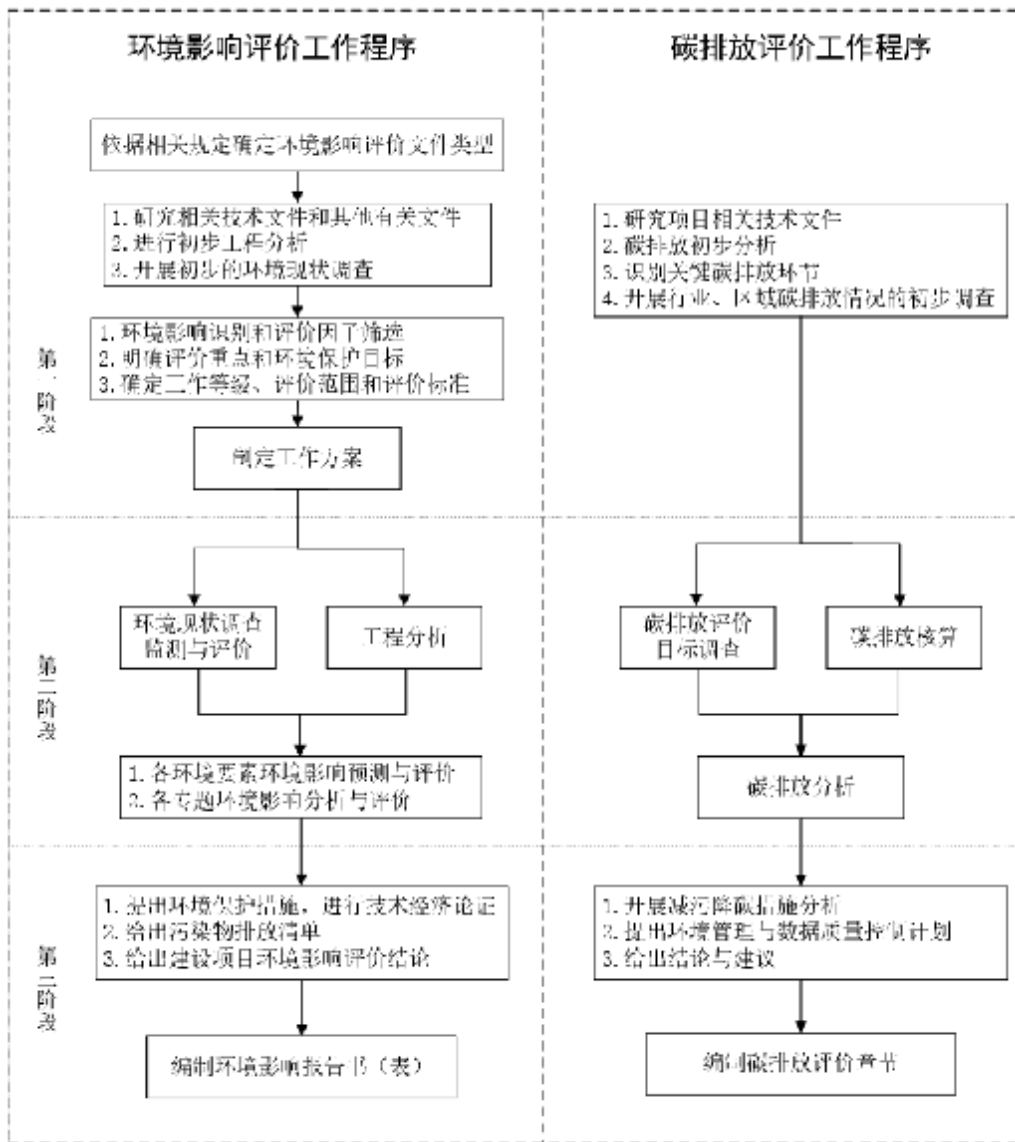 环境影响评价工作程序
碳排放评价工作程序
依据相关规定确定环境影响评价文件类型
1. 研究相关技术文件和其他有关文件
2. 进行初步工程分析
3. 开展初步的环境现状调查
1. 环境影响识别和评价因子筛选
2. 明确评价重点和环境保护目标
3. 确定工作等级、评价范围和评价标准
制定工作方案
1. 研究项目相关技术文件
2. 碳排放初步分析
3. 识别关键碳排放环节
4. 开展行业、区域碳排放情况的初步调查
第一阶段
环境现状调查
监测与评价
工程分析
碳排放评价
目标调查
碳排放核算
第二阶段
1. 各环境要素环境影响预测与评价
2. 各专题环境影响分析与评价
碳排放分析
1. 提出环境保护措施，进行技术经济论证
2. 给出污染物排放清单
3. 给出建设项目环境影响评价结论
1. 开展减污降碳措施分析
2. 提出环境管理与数据质量控制计划
3. 给出结论与建议
第三阶段
编制环境影响报告书（表）
编制碳排放评价章节